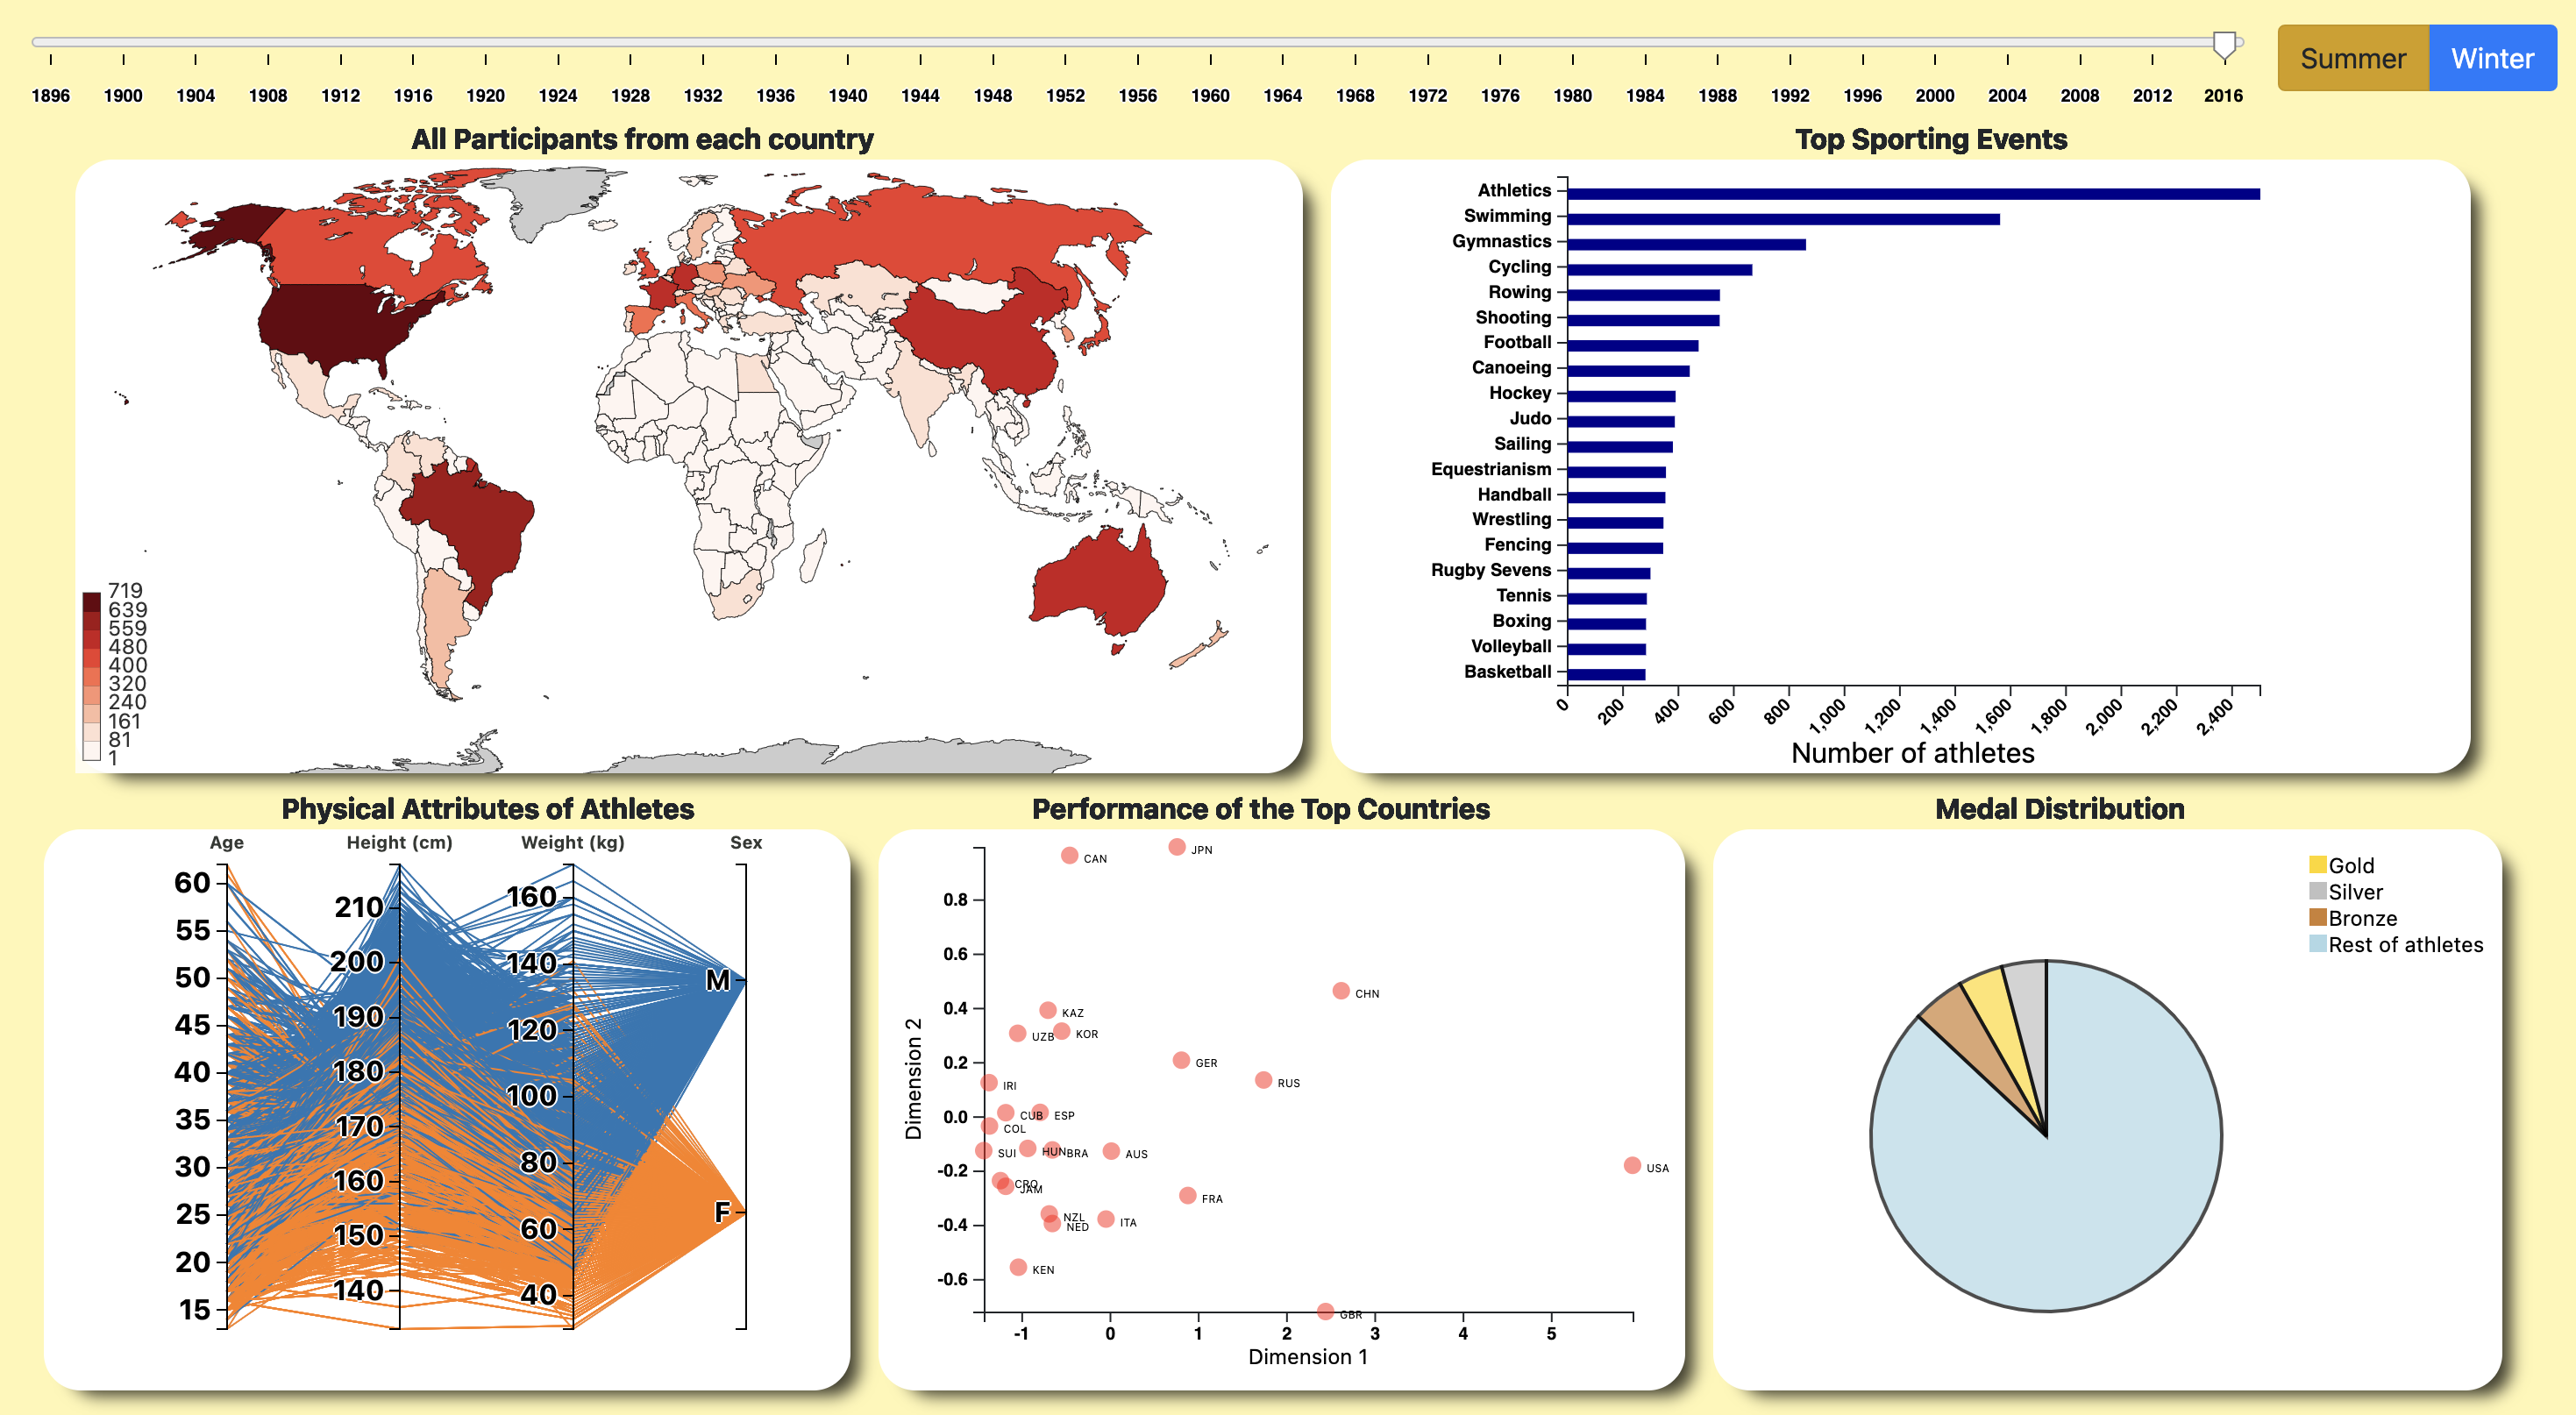 1896 1900 1904 1908 1912 1916 1920 1924 1928 1932 1936 1940 1944 1948 1952 1956 1960 1964 1968 1972 1976 1980 1984 1988 1992 1996 2000 2004 2008 2012 2016
Summer Winter
All Participants from each country
719
639
559
480
400
320
240
161
81
1
Top Sporting Events
Athletics
Swimming
Gymnastics
Cycling
Rowing
Shooting
Football
Canoeing
Hockey
Judo
Sailing
Equestrianism
Handball
Wrestling
Fencing
Rugby Sevens
Tennis
Boxing
Volleyball
Basketball
0 200 400 600 800 1,000 1,200 1,400 1,600 1,800 2,000 2,200 2,400
Number of athletes
Physical Attributes of Athletes
Age Height (cm) Weight (kg) Sex
60
55
50
45
40
35
30
25
20
15
210
200
190
180
170
160
150
140
160
140
120
100
80
60
40
M
F
Performance of the Top Countries
Dimension 2
0.8
0.6
0.4
0.2
0.0
-0.2
-0.4
-0.6
JPN
CAN
CHN
KAZ
KOR
UZB
GER
RUS
IRI
CUB ESP
COL
SUI HUN BRA AUS
USA
CRO
JAM
FRA
NZL
NED
ITA
KEN
GBR
-1 0 1 2 3 4 5
Dimension 1
Medal Distribution
Gold
Silver
Bronze
Rest of athletes